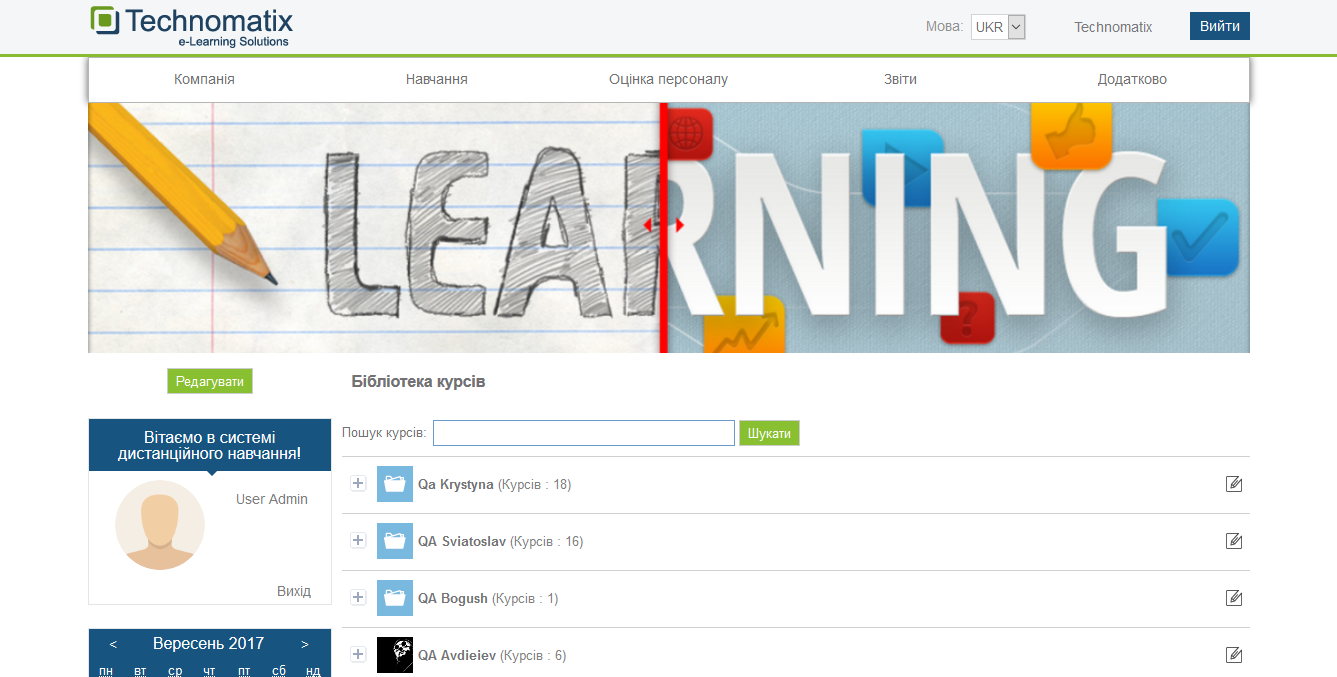 Technomatix
e-Learning Solutions
Мова: UKR Technomatix Вийти
Компанія Навчання Оцінка персоналу Звіти Додатково
LEARNING
Редагувати
Бібліотека курсів
Вітаємо в системі
дистанційного навчання!
User Admin
Вихід
< Вересень 2017 >
пн вт ср чт пт сб нд
Пошук курсів: Шукати
Qa Krystyna (Курсів : 18)
QA Sviatoslav (Курсів : 16)
QA Bogush (Курсів : 1)
QA Avdieiev (Курсів : 6)